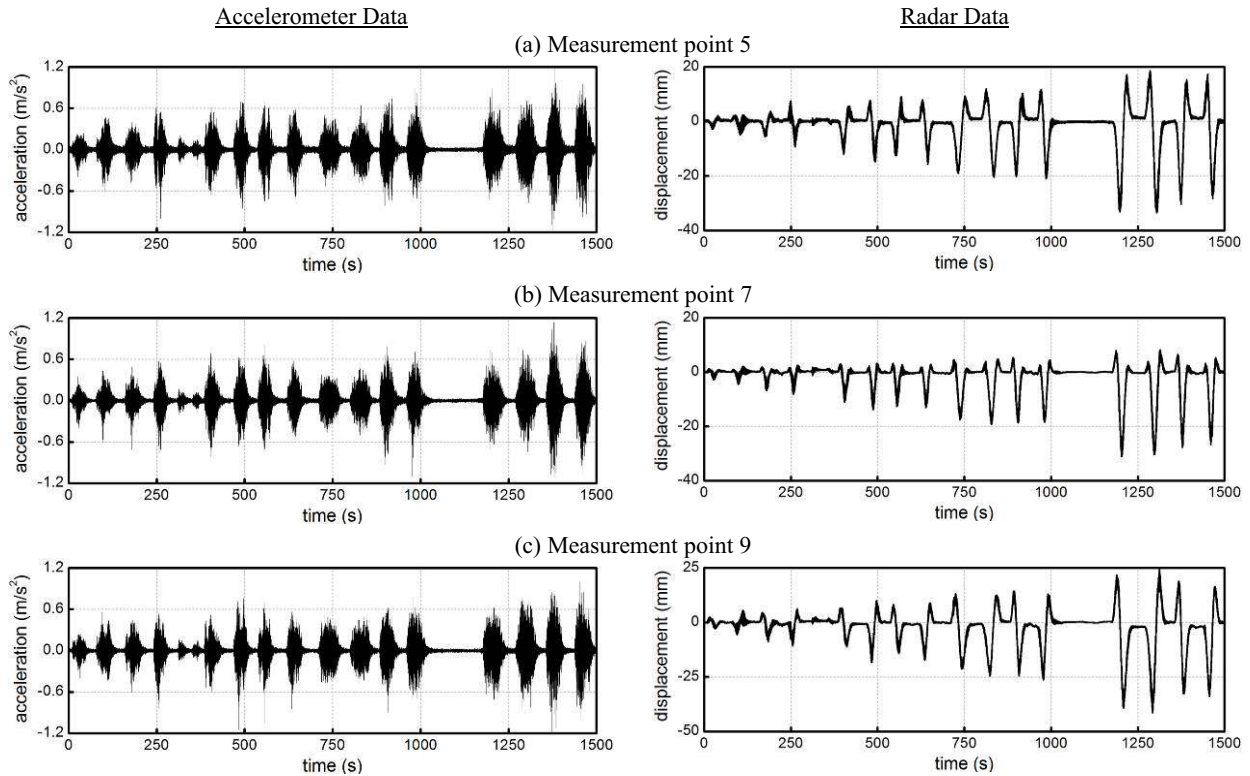 Accelerometer Data Radar Data
(a) Measurement point 5
acceleration (m/s²)
1.2
0.6
0.0
-0.6
-1.2
0 250 500 750 1000 1250 1500
time (s)
displacement (mm)
20
0
-20
-40
0 250 500 750 1000 1250 1500
time (s)
(b) Measurement point 7
acceleration (m/s²)
1.2
0.6
0.0
-0.6
-1.2
0 250 500 750 1000 1250 1500
time (s)
displacement (mm)
20
0
-20
-40
0 250 500 750 1000 1250 1500
time (s)
(c) Measurement point 9
acceleration (m/s²)
1.2
0.6
0.0
-0.6
-1.2
0 250 500 750 1000 1250 1500
time (s)
displacement (mm)
25
0
-25
-50
0 250 500 750 1000 1250 1500
time (s)